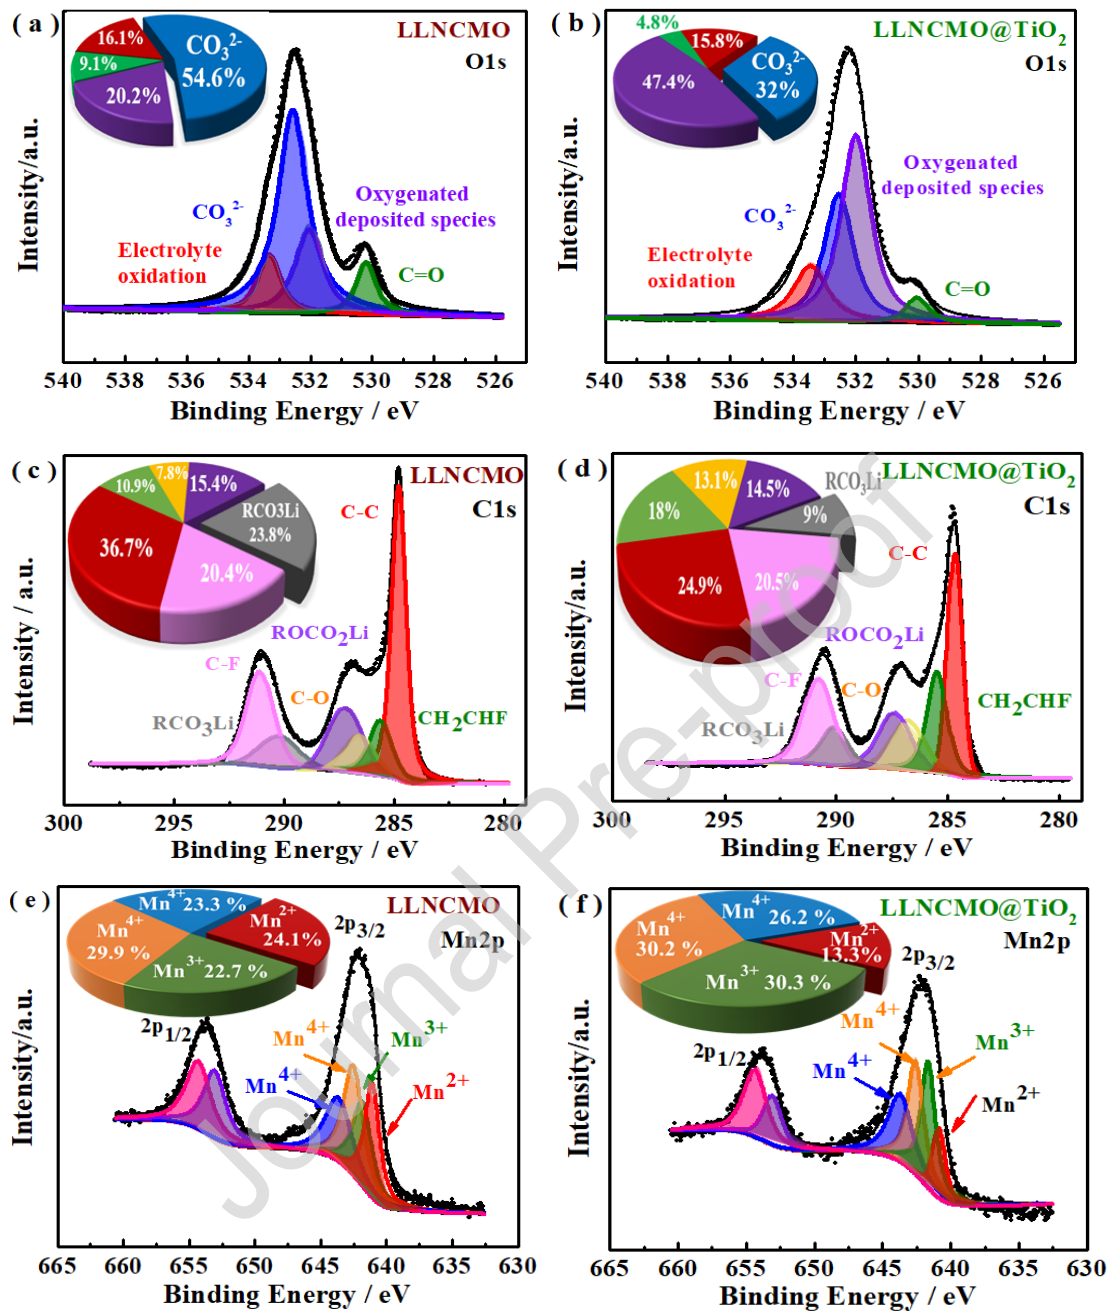 ( a )
LLNCMO
O1s
16.1%
CO₃²⁻
54.6%
9.1%
20.2%
CO₃²⁻
Oxygenated
deposited species
Electrolyte
oxidation
C=O
Intensity/a.u.
540 538 536 534 532 530 528 526
Binding Energy / eV
( b )
LLNCMO@TiO₂
O1s
4.8%
15.8%
CO₃²⁻
32%
47.4%
Oxygenated
deposited species
CO₃²⁻
Electrolyte
oxidation
C=O
Intensity/a.u.
540 538 536 534 532 530 528 526
Binding Energy / eV
( c )
LLNCMO
C1s
7.8%
10.9%
15.4%
RCO3Li
23.8%
36.7%
20.4%
C-C
ROCO₂Li
C-F
C-O
RCO₃Li
CH₂CHF
Intensity / a.u.
300 295 290 285 280
Binding Energy / eV
( d )
LLNCMO@TiO₂
C1s
13.1%
14.5%
RCO₃Li
9%
18%
24.9%
20.5%
C-C
ROCO₂Li
C-F
C-O
RCO₃Li
CH₂CHF
Intensity/a.u.
300 295 290 285 280
Binding Energy / eV
( e )
LLNCMO
Mn2p
Mn⁴⁺ 23.3 %
Mn⁴⁺
29.9 %
Mn²⁺
24.1%
Mn³⁺ 22.7 %
2p₃/₂
2p₁/₂
Mn⁴⁺
Mn³⁺
Mn⁴⁺
Mn²⁺
Intensity/a.u.
665 660 655 650 645 640 635 630
Binding Energy / eV
( f )
LLNCMO@TiO₂
Mn2p
Mn⁴⁺ 26.2 %
Mn⁴⁺
30.2 %
Mn²⁺
13.3%
Mn³⁺ 30.3 %
2p₃/₂
2p₁/₂
Mn⁴⁺
Mn³⁺
Mn⁴⁺
Mn²⁺
Intensity/a.u.
665 660 655 650 645 640 635 630
Binding Energy / eV
Journal Pre-proof